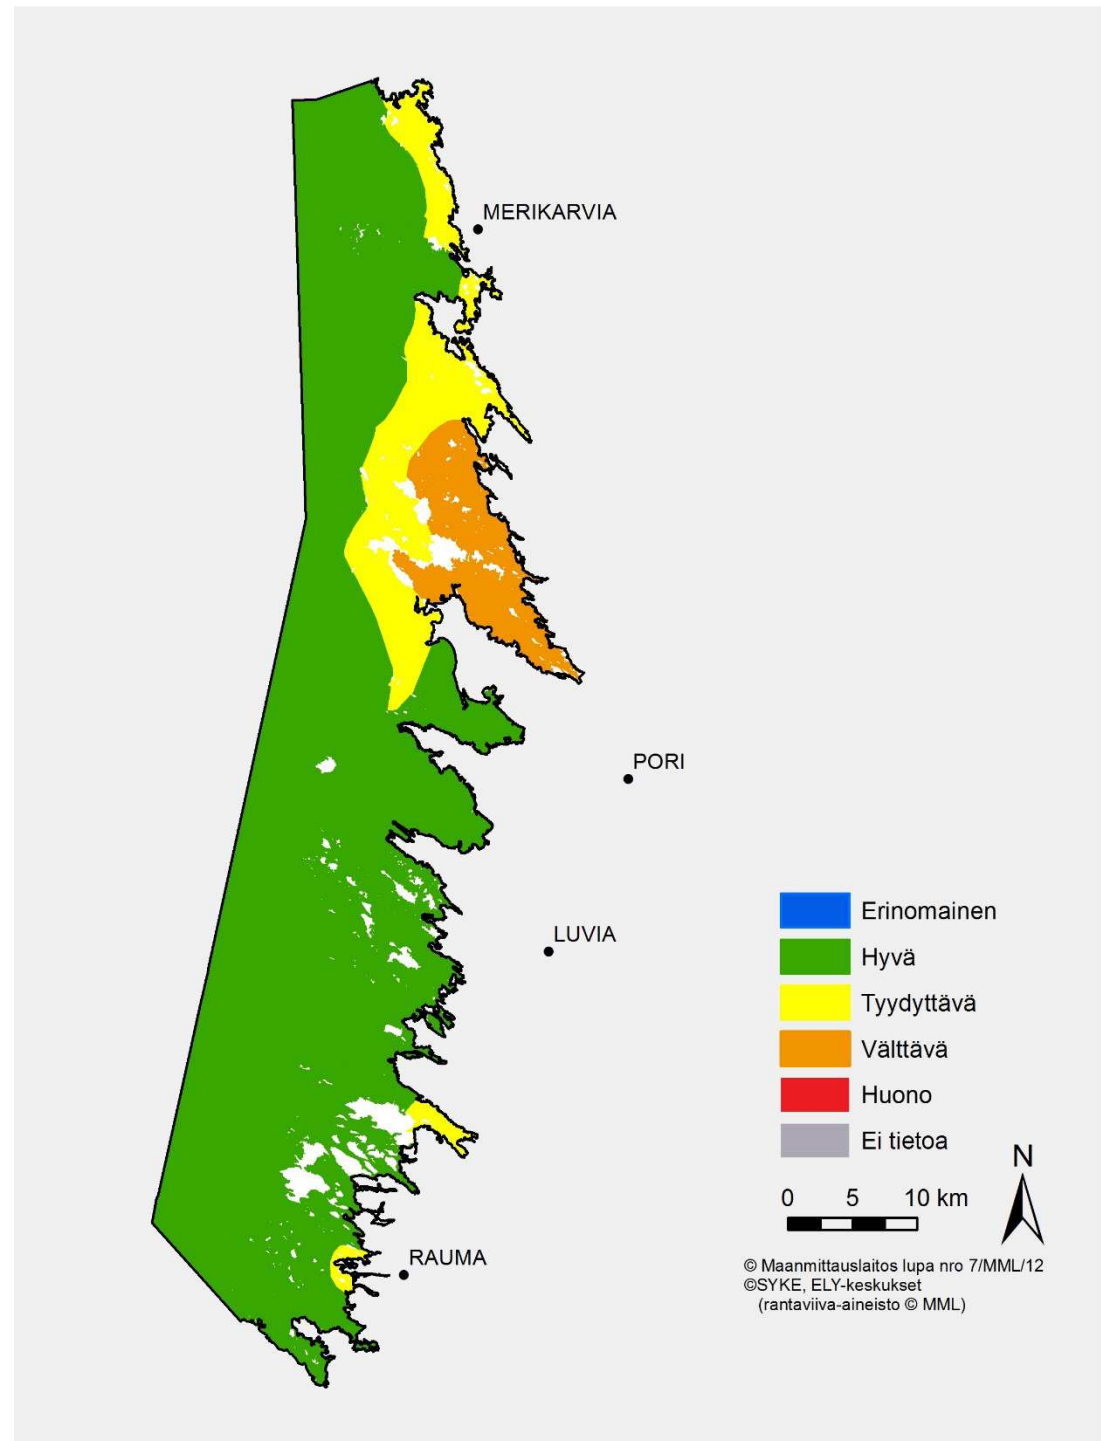 MERIKARVIA
PORI
LUVIA
RAUMA
Erinomainen
Hyvä
Tyydyttävä
Välttävä
Huono
Ei tietoa
0 5 10 km
N
© Maanmittauslaitos lupa nro 7/MML/12
©SYKE, ELY-keskukset
(rantaviiva-aineisto © MML)